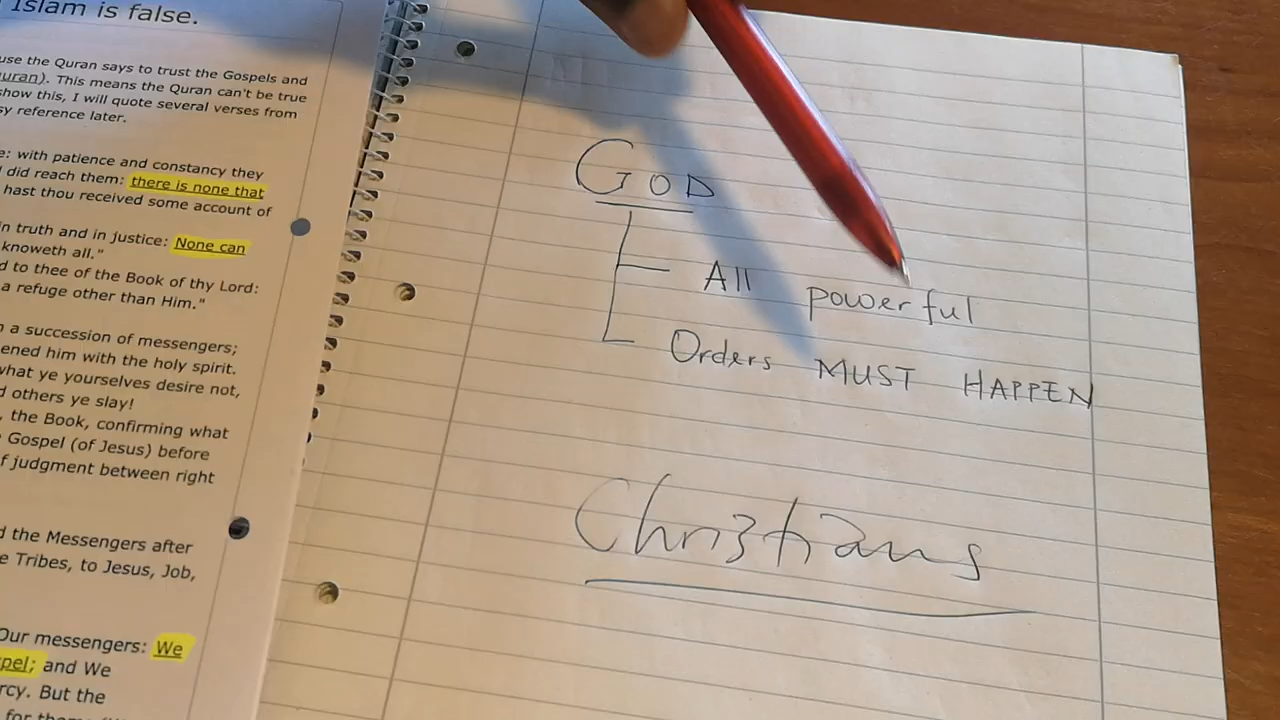 Islam is false.
use the Quran says to trust the Gospels and
uran). This means the Quran can't be true
show this, I will quote several verses from
sy reference later.
e: with patience and constancy they
did reach them: there is none that
hast thou received some account of
in truth and in justice: None can
knoweth all."
d to thee of the Book of thy Lord:
a refuge other than Him."
a succession of messengers;
ened him with the holy spirit.
what ye yourselves desire not,
d others ye slay!
, the Book, confirming what
Gospel (of Jesus) before
f judgment between right
d the Messengers after
e Tribes, to Jesus, Job,
Our messengers: We
spel; and We
rcy. But the
GOD
All powerful
Orders MUST HAPPEN
Christians